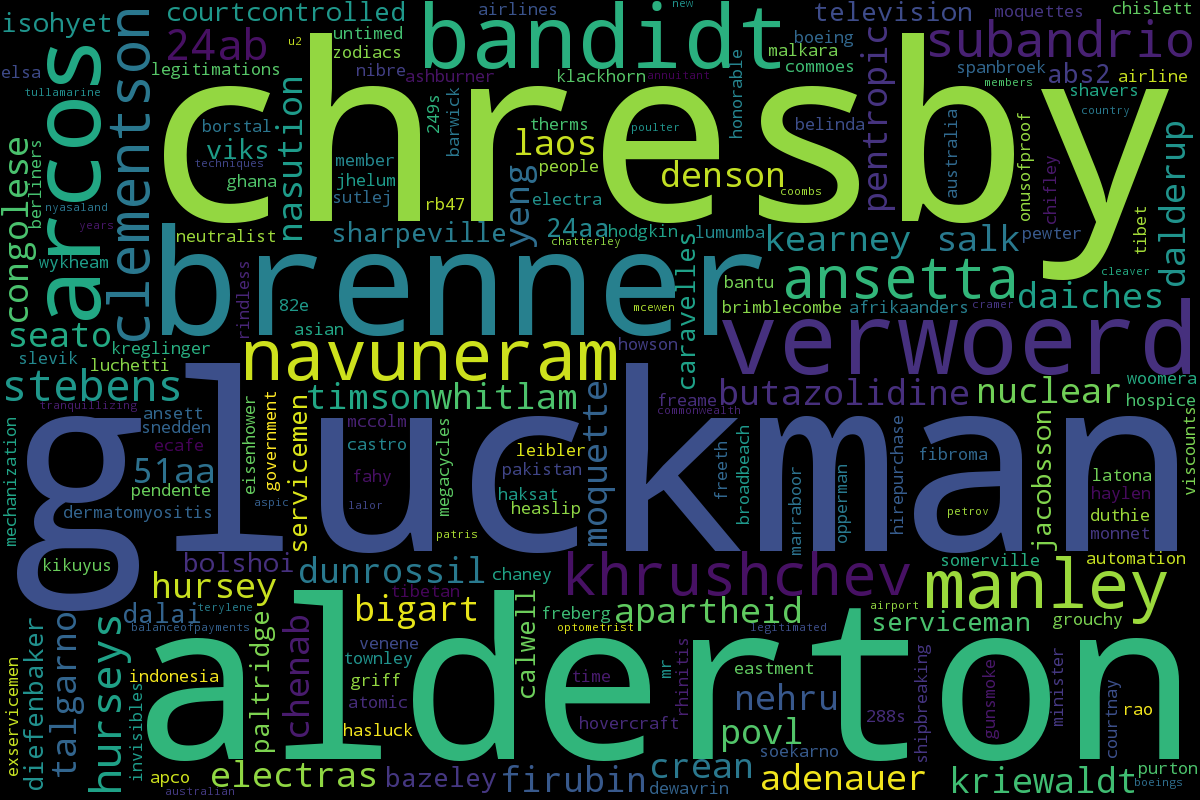 chresby
gluckman
alderton
brenner
verwoerd
bandidt
arcos
navuneram
clementson
khrushchev
manley
ansetta
subandrio
24ab
courtcontrolled
isohyet
airlines
untimed
zodiacs
u2
television
moquettes
new
chislett
boeing
malkara
commoes
elsa
tullamarine
legitimations
nibre
ashburner
klackhorn
annuitant
spanbroek
members
abs2
airline
shavers
country
borstal
viks
techniques
ghana
nasution
member
jhelum
sutlej
249s
barwick
rb47
therms
laos
people
electra
poulter
denson
coombs
honorable
belinda
pentropic
australia
onusofproof
chifley
tibet
dalderup
congolese
berliners
nyasaland
years
wykheam
neutralist
sharpeville
yeng
24aa
chatterley
hodgkin
lumumba
kearney
salk
pewter
cleaver
seato
slevik
kreglinger
luchetti
rindless
82e
asian
mcewen
howson
caravelles
bantu
brimblecombe
afrikaanders
cramer
daiches
stebens
tranquillizing
timson
whitlam
butazolidine
nuclear
woomera
hospice
freame
commonwealth
mechanization
ansett
snedden
ecafe
51aa
pendente
dermatomyositis
eisenhower
government
aspic
servicemen
mccolm
castro
fahy
lalor
megacycles
patris
leibler
pakistan
haksat
heaslip
moquette
freeth
broadbeach
marraboor
opperman
hirepurchase
fibroma
petrov
jacobsson
latona
haylen
duthie
monnet
viscounts
kikuyus
bolshoi
hursey
dunrossil
chaney
somerville
automation
dalai
terylene
balanceofpayments
tibetan
bigart
freberg
optometrist
apartheid
legitimated
airport
serviceman
grouchy
exservicemen
diefenbaker
talgarno
hurseys
invisibles
indonesia
paltridge
chenab
venene
townley
griff
atomic
hasluck
calwell
time
hovercraft
mr
rhinitis
eastment
nehru
povl
288s
soekarno
shipbreaking
gunsmoke
minister
courtnay
rao
apco
australian
electras
bazeley
firubin
crean
dewavrin
adenauer
kriewaldt
purton
boeings